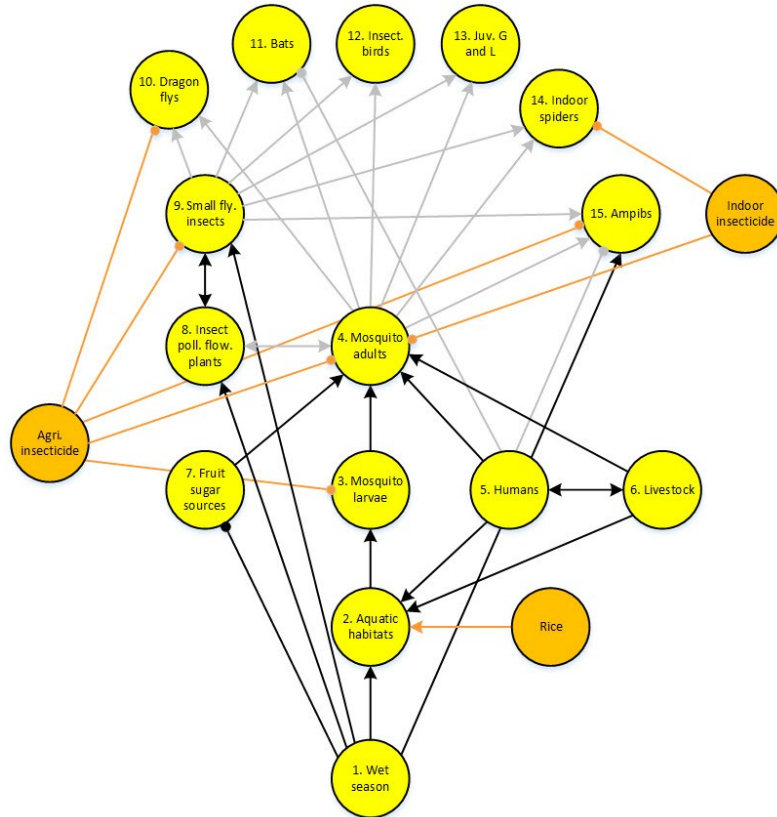 11. Bats
12. Insect.
birds
13. Juv. G
and L
10. Dragon
flys
14. Indoor
spiders
9. Small fly.
insects
15. Ampibs
Indoor
insecticide
8. Insect
poll. flow.
plants
4. Mosquito
adults
Agri.
insecticide
7. Fruit
sugar
sources
3. Mosquito
larvae
5. Humans
6. Livestock
2. Aquatic
habitats
Rice
1. Wet
season